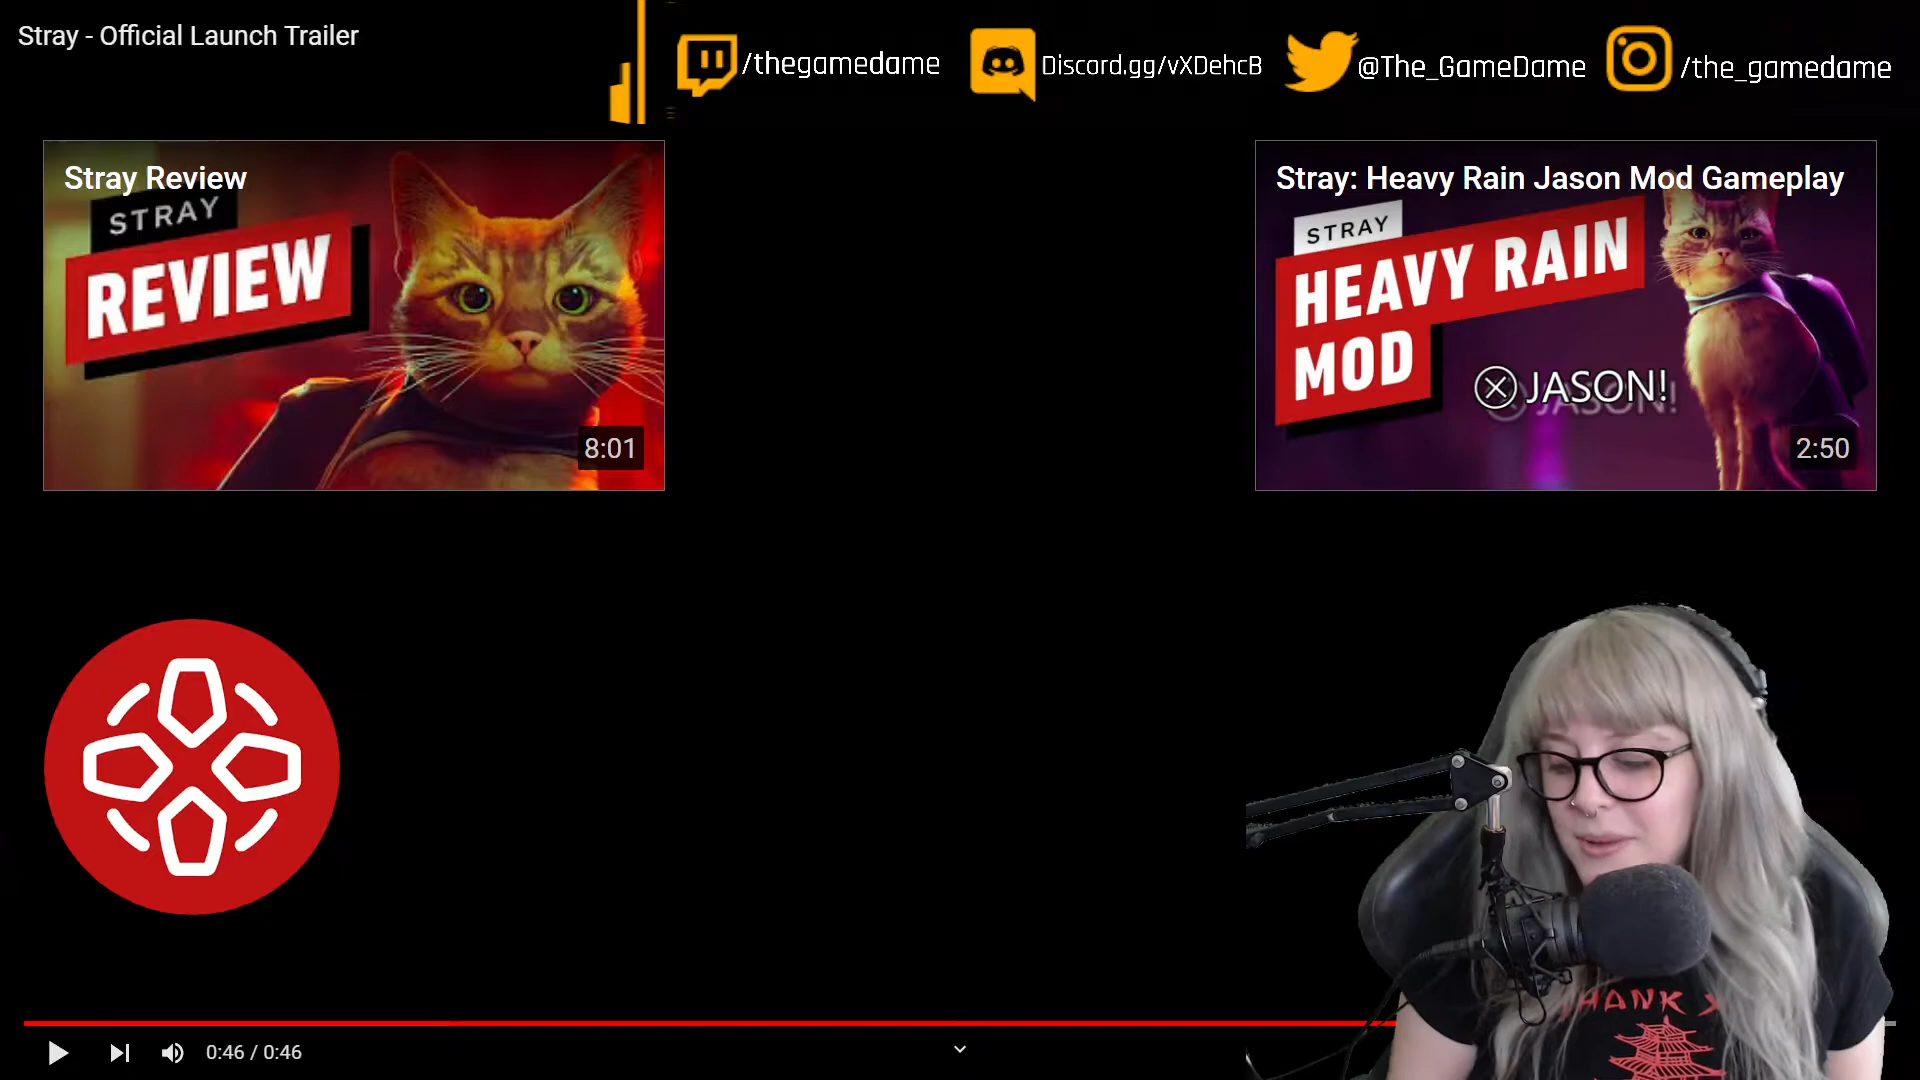 Stray - Official Launch Trailer
/thegamedame
Discord.gg/vXDehcB
@The_GameDame
/the_gamedame
Stray Review
STRAY
REVIEW
8:01
Stray: Heavy Rain Jason Mod Gameplay
STRAY
HEAVY RAIN
MOD
JASON!
2:50
THANK
0:46 / 0:46